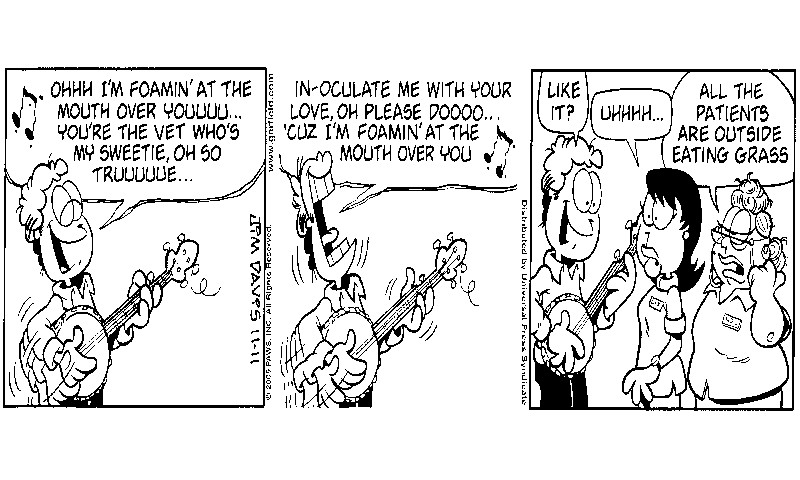 OHHH I'M FOAMIN' AT THE
MOUTH OVER YOUUUU...
YOU'RE THE VET WHO'S
MY SWEETIE, OH SO
TRUUUUUE...
JIM DAVIS 11-11
www.garfield.com
© 2005 PAWS, INC. All Rights Reserved.
IN-OCULATE ME WITH YOUR
LOVE, OH PLEASE DOOOO...
'CUZ I'M FOAMIN' AT THE
MOUTH OVER YOU
Distributed by Universal Press Syndicate
LIKE
IT?
UHHHH...
ALL THE
PATIENTS
ARE OUTSIDE
EATING GRASS